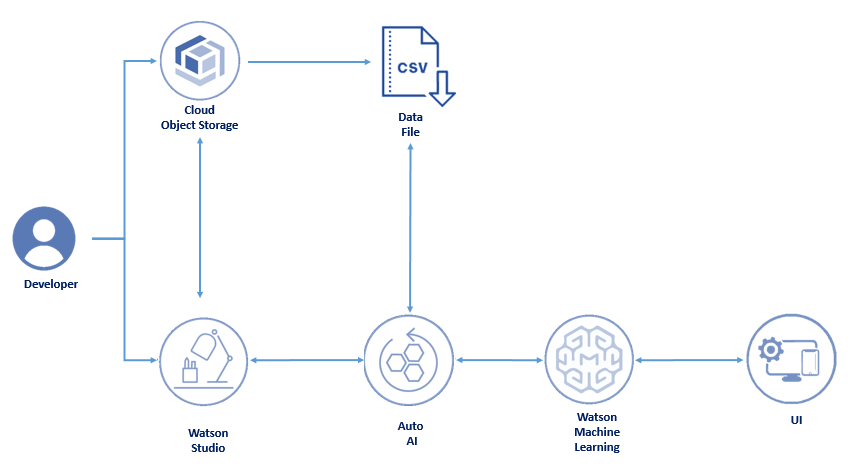 CSV
Cloud
Object Storage
Data
File
Developer
Watson
Studio
Auto
AI
Watson
Machine
Learning
UI